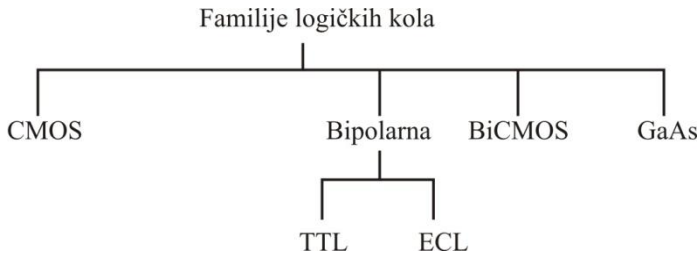 Familije logičkih kola
CMOS Bipolarna BiCMOS GaAs
TTL ECL